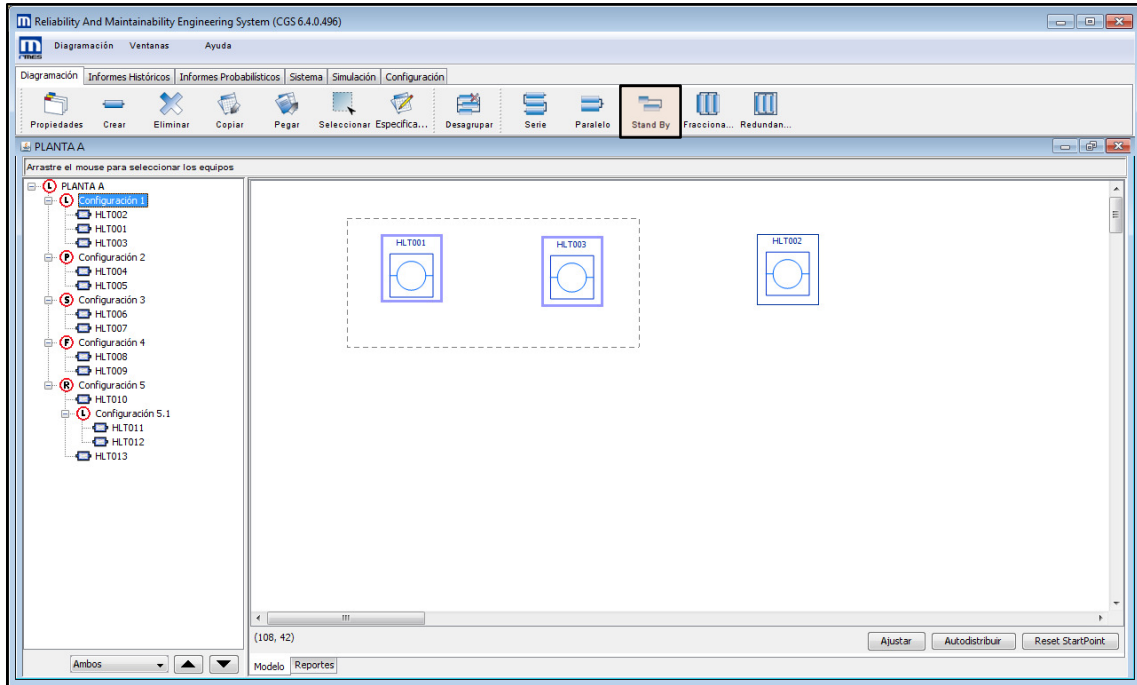 Reliability And Maintainability Engineering System (CGS 6.4.0.496)
Diagramación Ventanas Ayuda
Diagramación Informes Históricos Informes Probabilísticos Sistema Simulación Configuración
Propiedades Crear Eliminar Copiar Pegar Seleccionar Especifica... Desagrupar Serie Paralelo Stand By Fracciona... Redundan...
PLANTA A
Arrastre el mouse para seleccionar los equipos
L PLANTA A
L Configuración 1
HLT002
HLT001
HLT003
P Configuración 2
HLT004
HLT005
S Configuración 3
HLT006
HLT007
F Configuración 4
HLT008
HLT009
R Configuración 5
HLT010
L Configuración 5.1
HLT011
HLT012
HLT013
HLT001 HLT003 HLT002
(108, 42)
Ajustar Autodistribuir Reset StartPoint
Ambos
Modelo Reportes